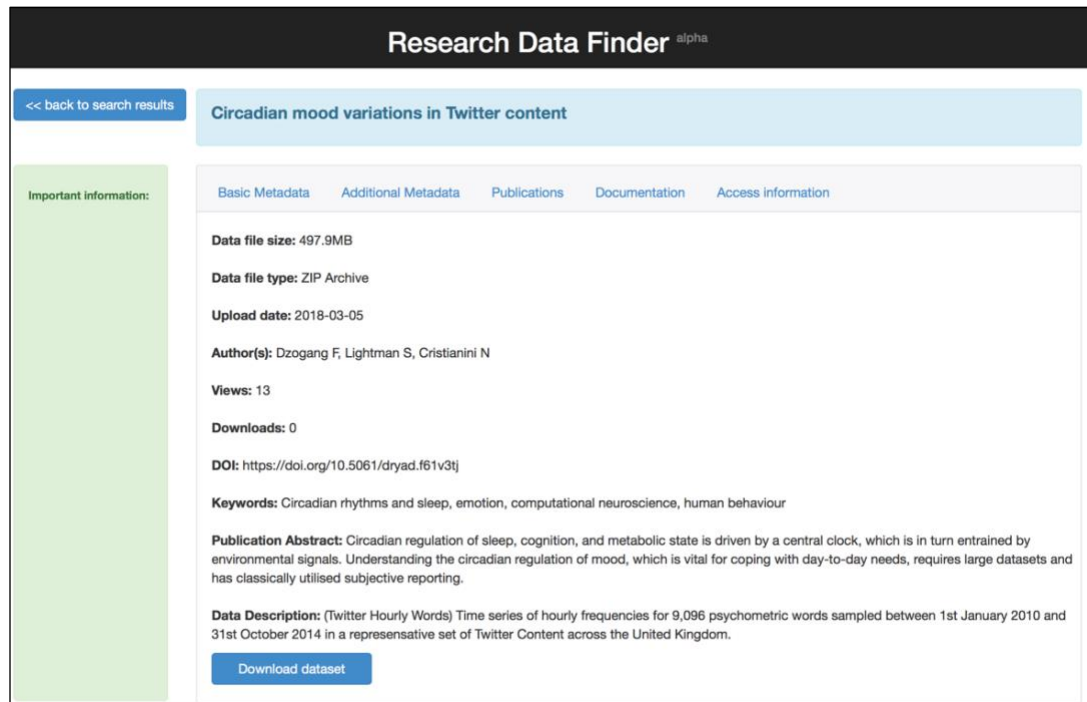 Research Data Finder alpha
<< back to search results
Circadian mood variations in Twitter content
Important information:
Basic Metadata Additional Metadata Publications Documentation Access information
Data file size: 497.9MB
Data file type: ZIP Archive
Upload date: 2018-03-05
Author(s): Dzogang F, Lightman S, Cristianini N
Views: 13
Downloads: 0
DOI: https://doi.org/10.5061/dryad.f61v3tj
Keywords: Circadian rhythms and sleep, emotion, computational neuroscience, human behaviour
Publication Abstract: Circadian regulation of sleep, cognition, and metabolic state is driven by a central clock, which is in turn entrained by
environmental signals. Understanding the circadian regulation of mood, which is vital for coping with day-to-day needs, requires large datasets and
has classically utilised subjective reporting.
Data Description: (Twitter Hourly Words) Time series of hourly frequencies for 9,096 psychometric words sampled between 1st January 2010 and
31st October 2014 in a represensative set of Twitter Content across the United Kingdom.
Download dataset